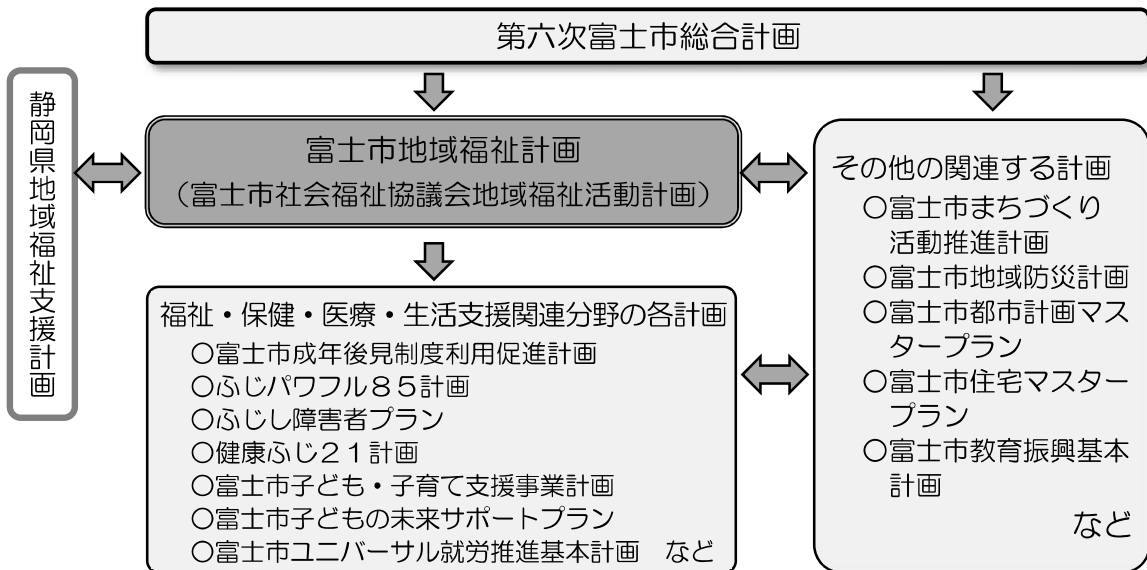 第六次富士市総合計画
静岡県地域福祉支援計画
富士市地域福祉計画
（富士市社会福祉協議会地域福祉活動計画）
福祉・保健・医療・生活支援関連分野の各計画
○富士市成年後見制度利用促進計画
○ふじパワフル８５計画
○ふじし障害者プラン
○健康ふじ２１計画
○富士市子ども・子育て支援事業計画
○富士市子どもの未来サポートプラン
○富士市ユニバーサル就労推進基本計画　など
その他の関連する計画
○富士市まちづくり
活動推進計画
○富士市地域防災計画
○富士市都市計画マス
タープラン
○富士市住宅マスター
プラン
○富士市教育振興基本
計画
など